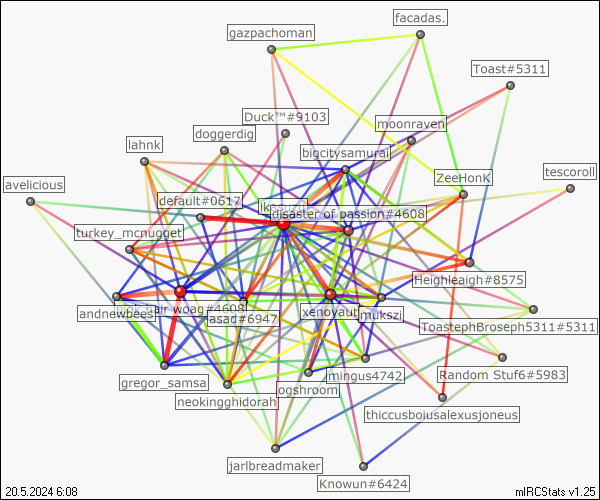 facadas.
gazpachoman
Toast#5311
Duck™#9103
moonraven
doggerdig
lahnk
bigcitysamurai
tescoroll
ZeeHonK
avelicious
default#0617
disaster of passion#4608
turkey_mcnugget
Heighleaigh#8575
andnewbees
woag#4608
asad#6947
xenoyaut
mukszi
ToastephBroseph5311#5311
gregor_samsa
mingus4742
Random Stuf6#5983
neokingghidorah
ogshroom
thiccusboiusalexusjoneus
jarlbreadmaker
Knowun#6424
20.5.2024 6:08
mIRCStats v1.25